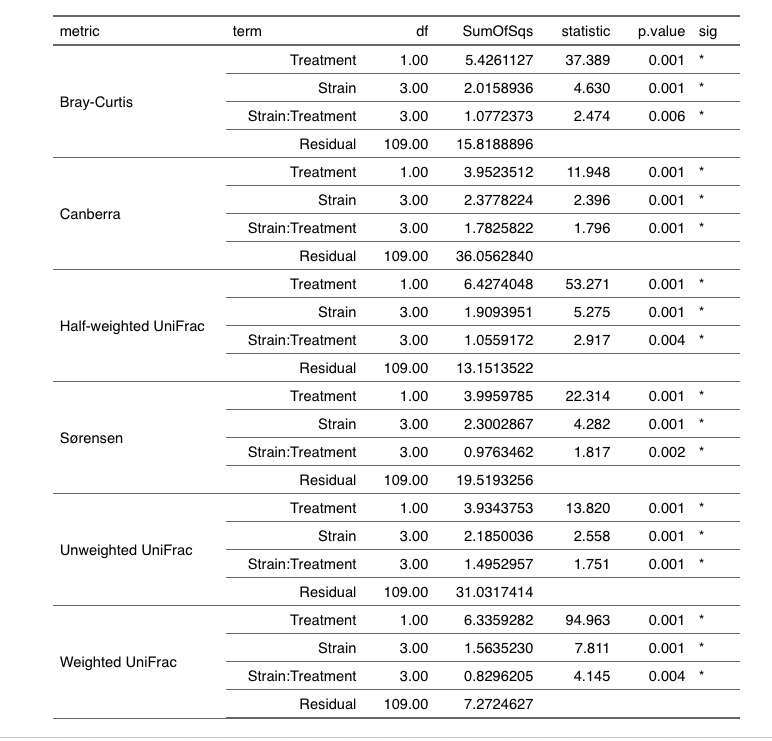 metric term df SumOfSqs statistic p.value sig
Treatment 1.00 5.4261127 37.389 0.001 *
Strain 3.00 2.0158936 4.630 0.001 *
Bray-Curtis
Strain:Treatment 3.00 1.0772373 2.474 0.006 *
Residual 109.00 15.8188896
Treatment 1.00 3.9523512 11.948 0.001 *
Strain 3.00 2.3778224 2.396 0.001 *
Canberra
Strain:Treatment 3.00 1.7825822 1.796 0.001 *
Residual 109.00 36.0562840
Treatment 1.00 6.4274048 53.271 0.001 *
Strain 3.00 1.9093951 5.275 0.001 *
Half-weighted UniFrac
Strain:Treatment 3.00 1.0559172 2.917 0.004 *
Residual 109.00 13.1513522
Treatment 1.00 3.9959785 22.314 0.001 *
Strain 3.00 2.3002867 4.282 0.001 *
Sørensen
Strain:Treatment 3.00 0.9763462 1.817 0.002 *
Residual 109.00 19.5193256
Treatment 1.00 3.9343753 13.820 0.001 *
Strain 3.00 2.1850036 2.558 0.001 *
Unweighted UniFrac
Strain:Treatment 3.00 1.4952957 1.751 0.001 *
Residual 109.00 31.0317414
Treatment 1.00 6.3359282 94.963 0.001 *
Strain 3.00 1.5635230 7.811 0.001 *
Weighted UniFrac
Strain:Treatment 3.00 0.8296205 4.145 0.004 *
Residual 109.00 7.2724627